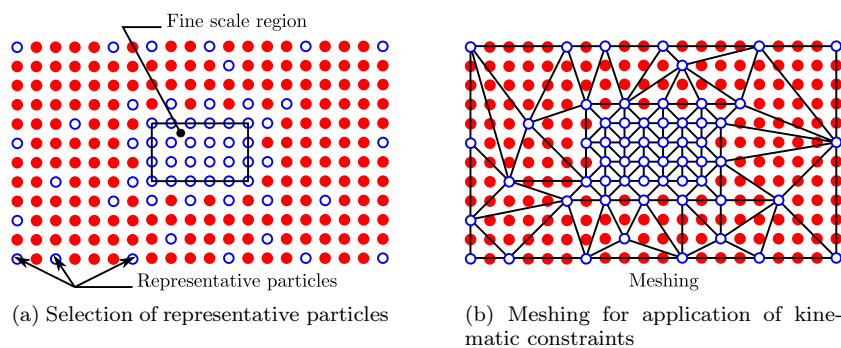 Fine scale region
Representative particles
(a) Selection of representative particles
Meshing
(b) Meshing for application of kine-
matic constraints